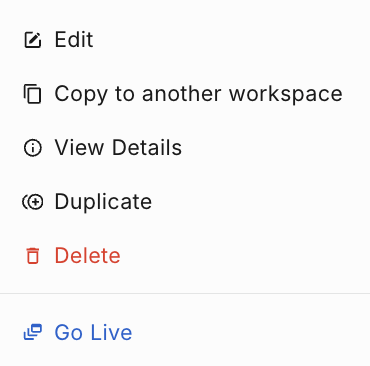 Edit
Copy to another workspace
View Details
Duplicate
Delete
Go Live